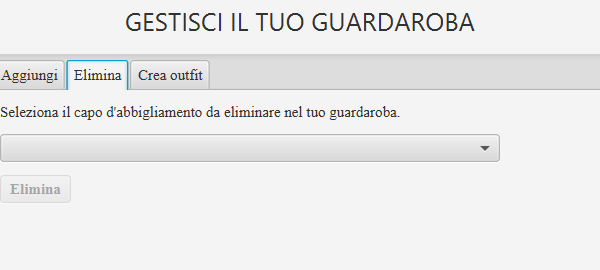 GESTISCI IL TUO GUARDAROBA
Aggiungi Elimina Crea outfit
Seleziona il capo d'abbigliamento da eliminare nel tuo guardaroba.
Elimina